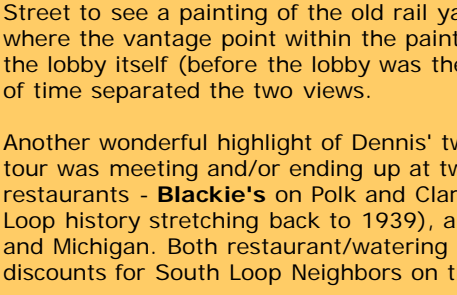 Street to see a painting of the old rail ya
where the vantage point within the paint
the lobby itself (before the lobby was the
of time separated the two views.
Another wonderful highlight of Dennis' tw
tour was meeting and/or ending up at tw
restaurants - Blackie's on Polk and Clar
Loop history stretching back to 1939), a
and Michigan. Both restaurant/watering
discounts for South Loop Neighbors on t